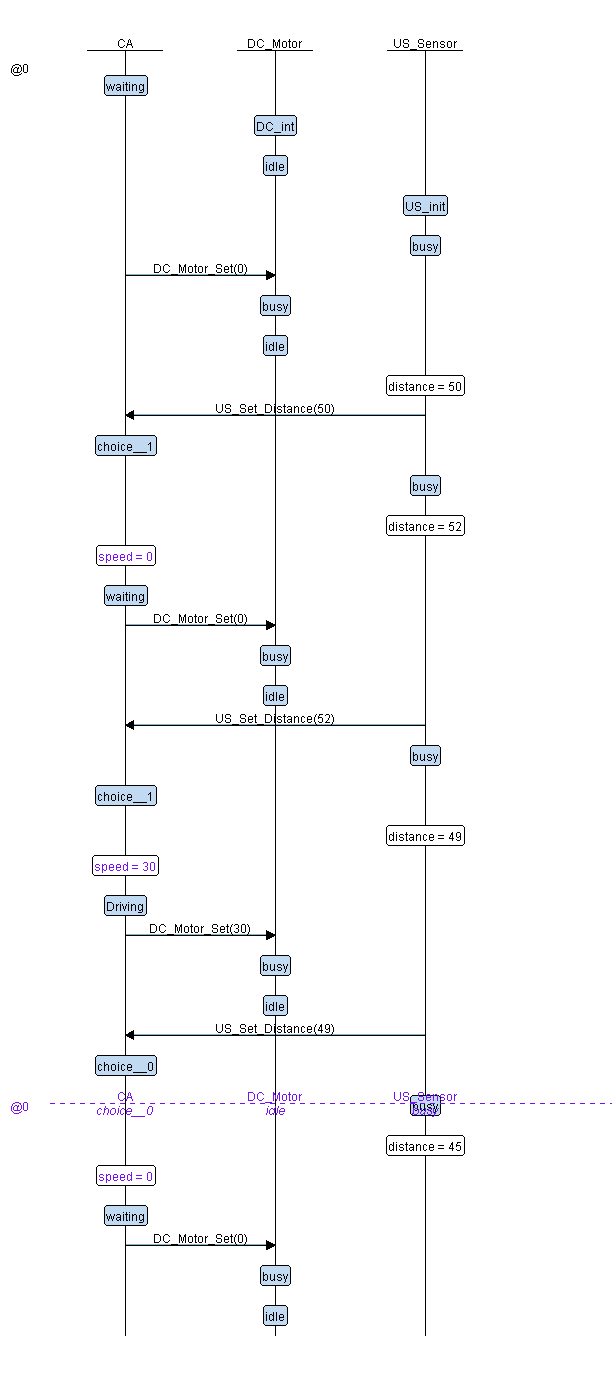 CA DC_Motor US_Sensor
@0
waiting
DC_int
idle
US_init
busy
DC_Motor_Set(0)
busy
idle
distance = 50
US_Set_Distance(50)
choice__1
busy
distance = 52
speed = 0
waiting
DC_Motor_Set(0)
busy
idle
US_Set_Distance(52)
busy
choice__1
distance = 49
speed = 30
Driving
DC_Motor_Set(30)
busy
idle
US_Set_Distance(49)
choice__0
CA DC_Motor US_Sensor
@0 choice__0 idle busy
distance = 45
speed = 0
waiting
DC_Motor_Set(0)
busy
idle